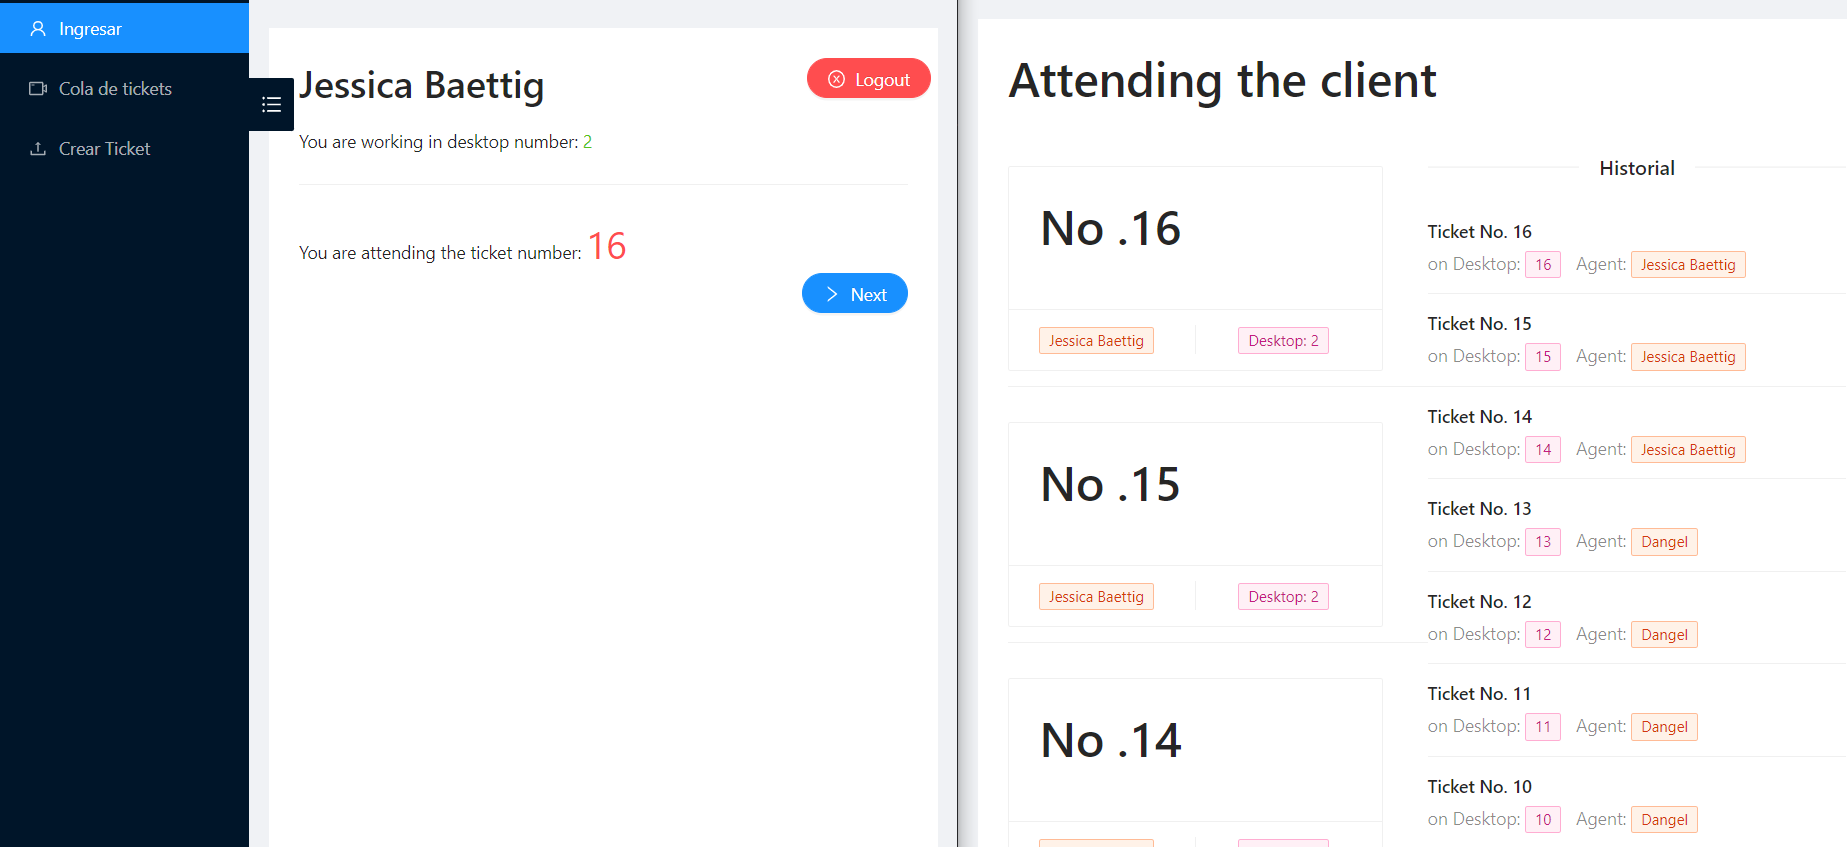 Ingresar
Cola de tickets
Crear Ticket
Jessica Baettig
Logout
You are working in desktop number: 2
You are attending the ticket number: 16
Next
Attending the client
No .16
Jessica Baettig
Desktop: 2
No .15
Jessica Baettig
Desktop: 2
No .14
Historial
Ticket No. 16
on Desktop: 16 Agent: Jessica Baettig
Ticket No. 15
on Desktop: 15 Agent: Jessica Baettig
Ticket No. 14
on Desktop: 14 Agent: Jessica Baettig
Ticket No. 13
on Desktop: 13 Agent: Dangel
Ticket No. 12
on Desktop: 12 Agent: Dangel
Ticket No. 11
on Desktop: 11 Agent: Dangel
Ticket No. 10
on Desktop: 10 Agent: Dangel